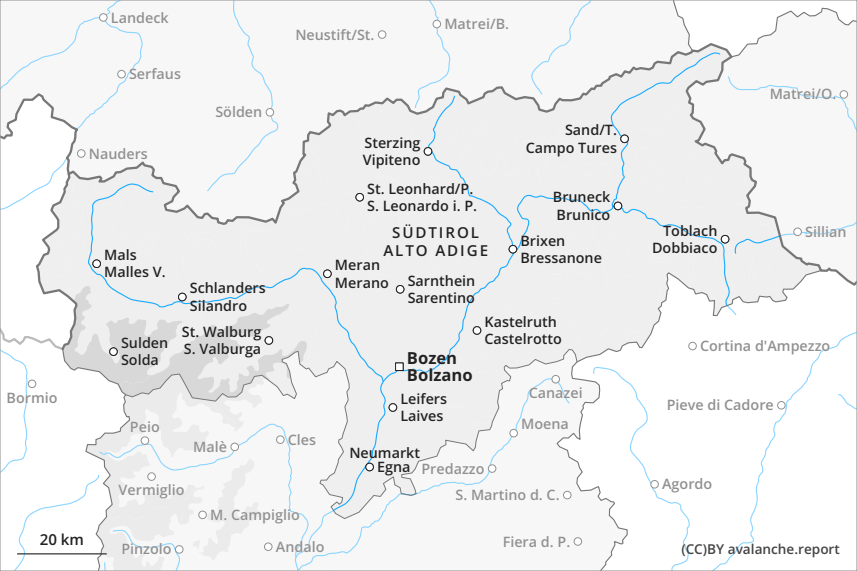 Landeck
Matrei/B.
Neustift/St.
Serfaus
Matrei/O.
Sölden
Sand/T.
Campo Tures
Sterzing
Vipiteno
Nauders
St. Leonhard/P.
S. Leonardo i. P.
Bruneck
Brunico
SÜDTIROL
ALTO ADIGE
Toblach
Dobbiaco
Sillian
Brixen
Bressanone
Mals
Malles V.
Meran
Merano
Sarnthein
Sarentino
Schlanders
Silandro
Kastelruth
Castelrotto
St. Walburg
S. Valburga
Sulden
Solda
Cortina d'Ampezzo
Bozen
Bolzano
Bormio
Canazei
Leifers
Laives
Pieve di Cadore
Peio
Moena
Malè
Cles
Neumarkt
Egna
Predazzo
Vermiglio
Agordo
S. Martino d. C.
M. Campiglio
20 km
Pinzolo
Andalo
Fiera d. P.
(CC)BY avalanche.report